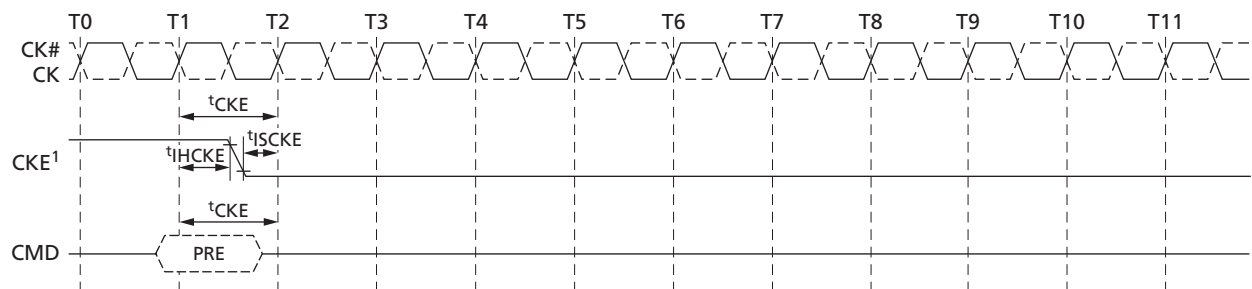 T0 T1 T2 T3 T4 T5 T6 T7 T8 T9 T10 T11
CK#
CK
tCKE
tISCKE
CKE1
tIHCKE
tCKE
CMD PRE